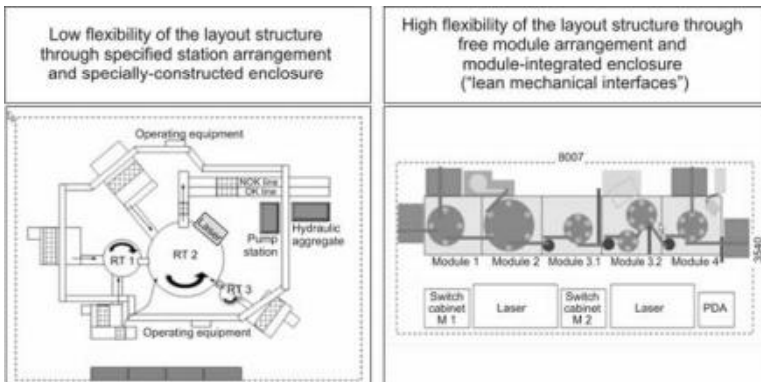 Low flexibility of the layout structure
through specified station arrangement
and specially-constructed enclosure
High flexibility of the layout structure through
free module arrangement and
module-integrated enclosure
("lean mechanical interfaces")
Operating equipment
NOK line
OK line
Laser
Pump
station
Hydraulic
aggregate
RT 1
RT 2
RT 3
Operating equipment
8007
3540
Module 1
Module 2
Module 3.1
Module 3.2
Module 4
Switch
cabinet
M 1
Laser
Switch
cabinet
M 2
Laser
PDA